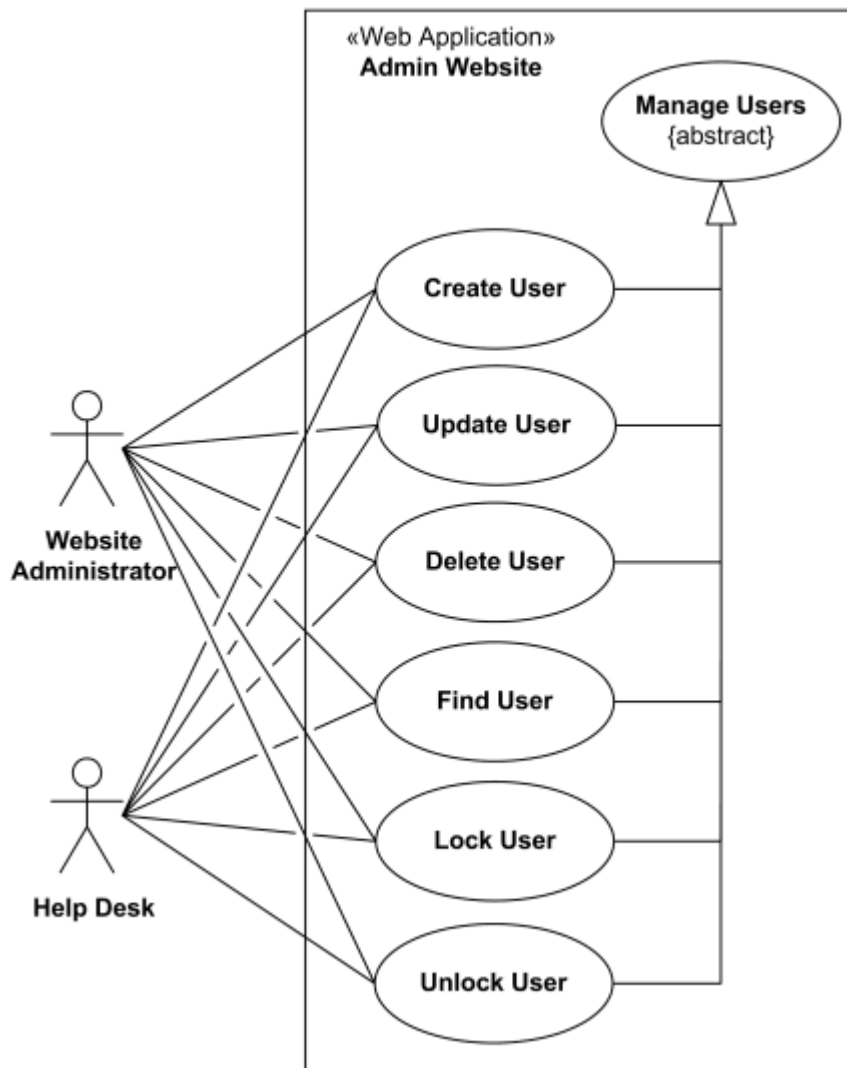 «Web Application»
Admin Website
Manage Users
{abstract}
Create User
Update User
Website
Administrator
Delete User
Find User
Help Desk
Lock User
Unlock User